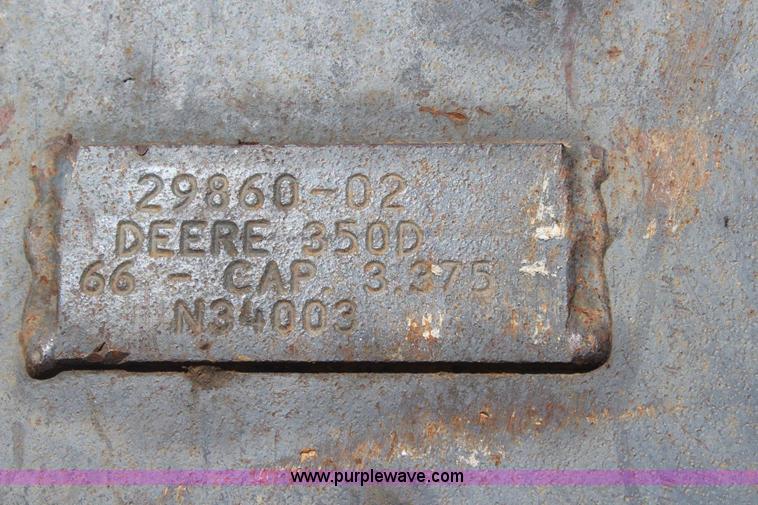 29860-02
DEERE 350D
66 - CAP. 3.375
N34003
www.purplewave.com